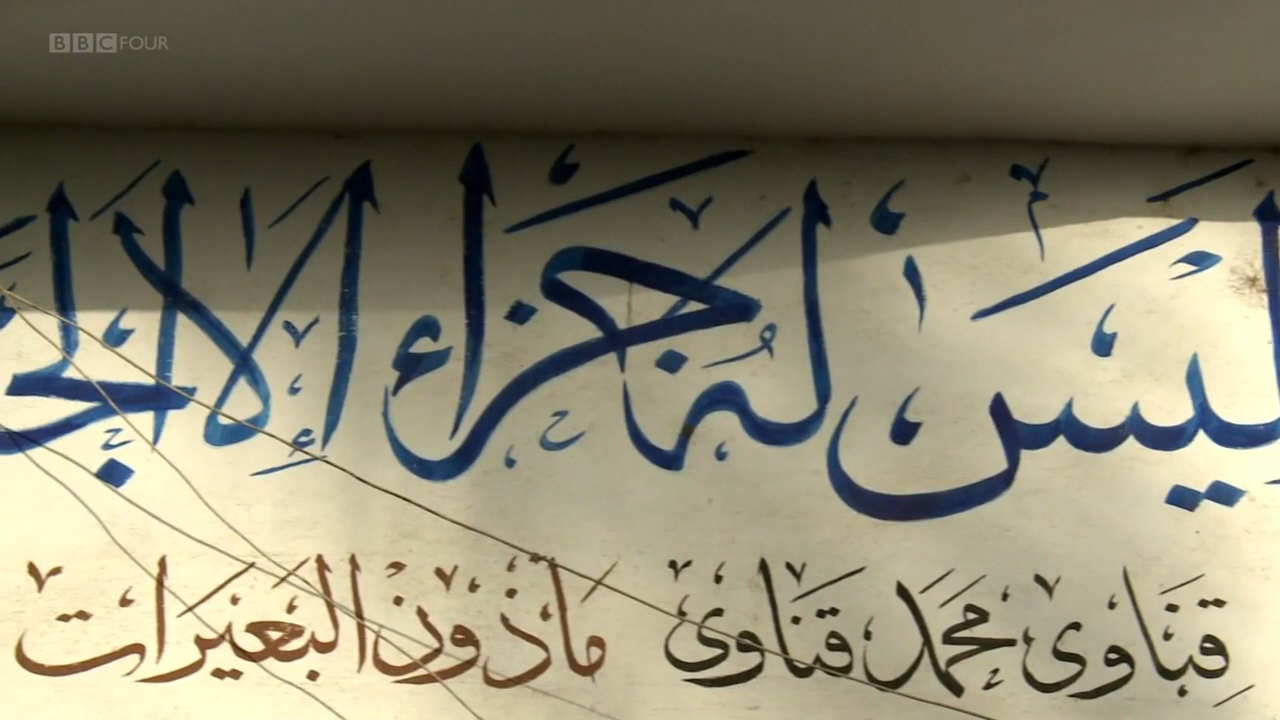 BBC FOUR
ليس لهُ جزاء إلا
قناوى محمد قناوى مأذون البعيرات